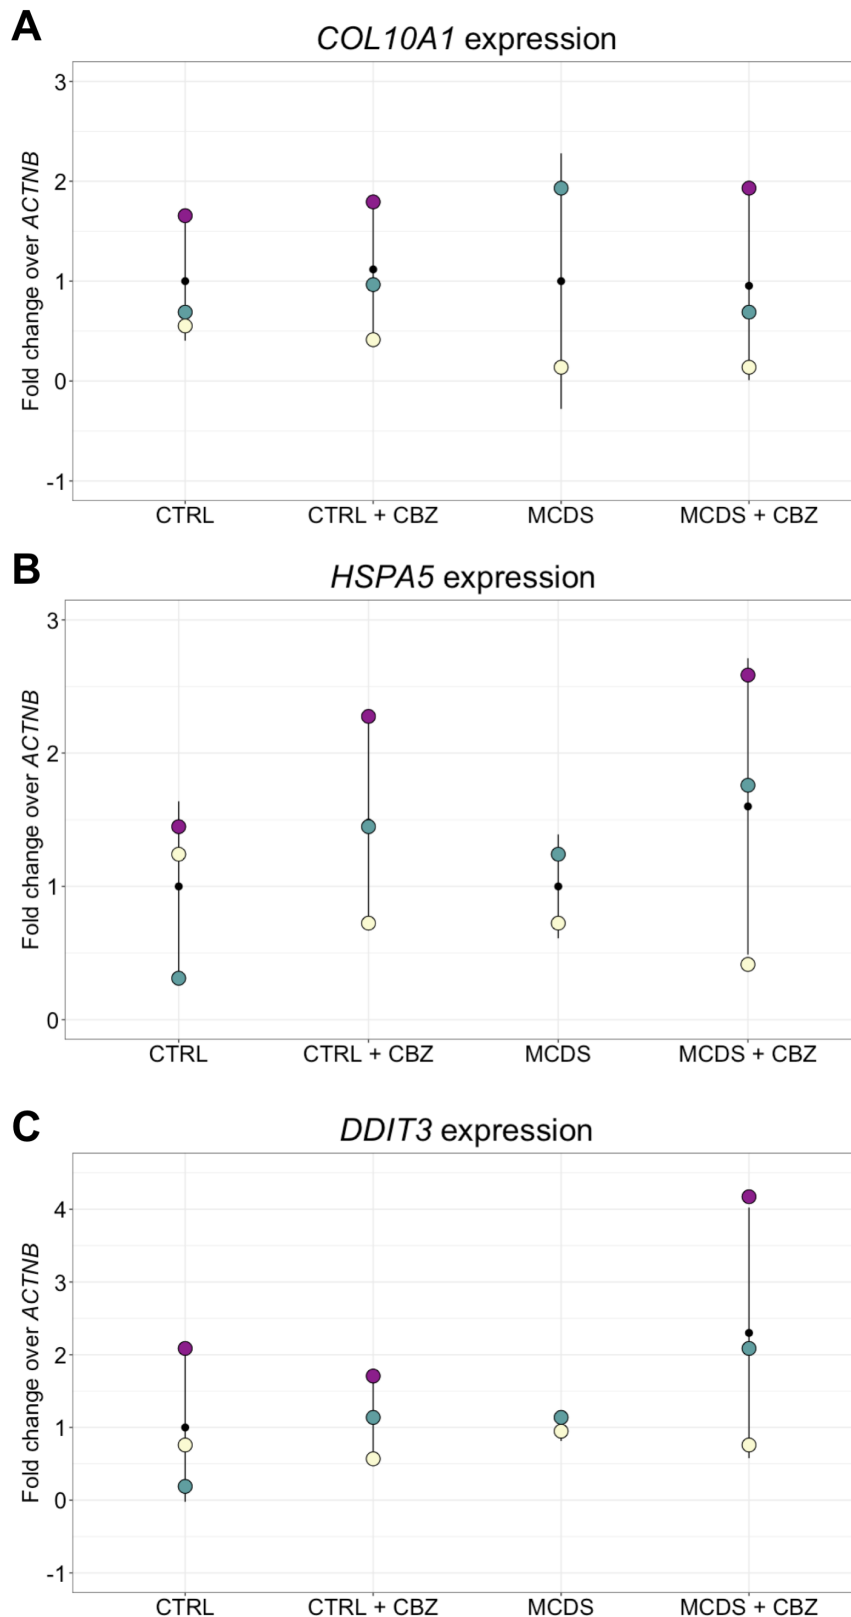 A
COL10A1 expression
Fold change over ACTNB
3
2
1
0
-1
CTRL
CTRL + CBZ
MCDS
MCDS + CBZ
B
HSPA5 expression
Fold change over ACTNB
3
2
1
0
CTRL
CTRL + CBZ
MCDS
MCDS + CBZ
C
DDIT3 expression
Fold change over ACTNB
4
3
2
1
0
-1
CTRL
CTRL + CBZ
MCDS
MCDS + CBZ